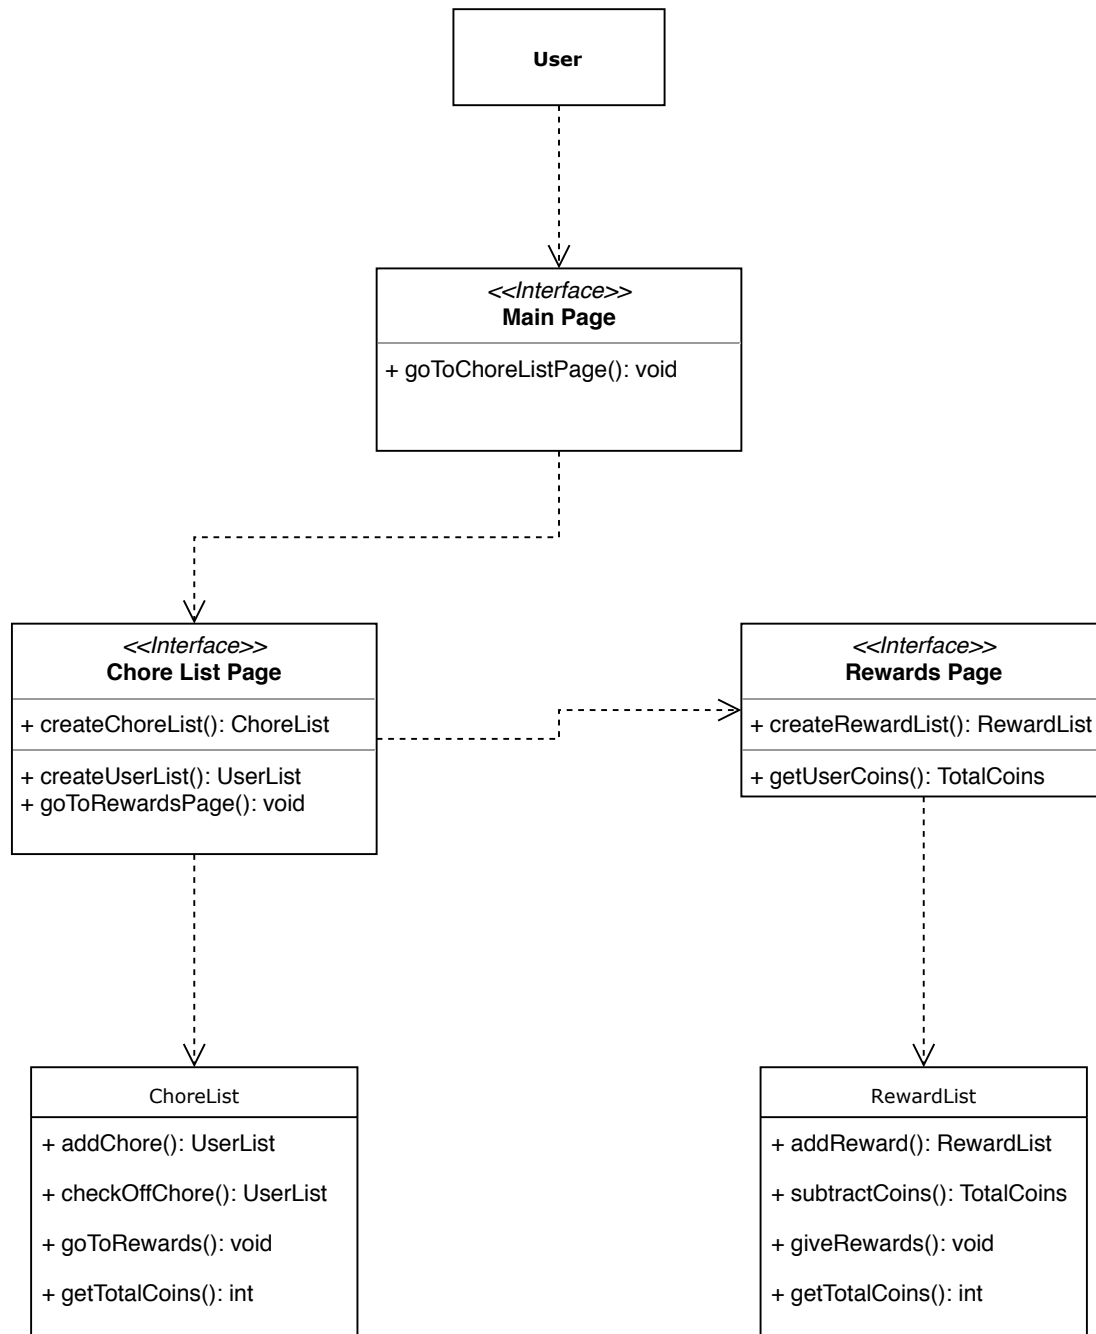 User
<<Interface>>
Main Page
+ goToChoreListPage(): void
<<Interface>>
Chore List Page
+ createChoreList(): ChoreList
+ createUserList(): UserList
+ goToRewardsPage(): void
<<Interface>>
Rewards Page
+ createRewardList(): RewardList
+ getUserCoins(): TotalCoins
ChoreList
+ addChore(): UserList
+ checkOffChore(): UserList
+ goToRewards(): void
+ getTotalCoins(): int
RewardList
+ addReward(): RewardList
+ subtractCoins(): TotalCoins
+ giveRewards(): void
+ getTotalCoins(): int